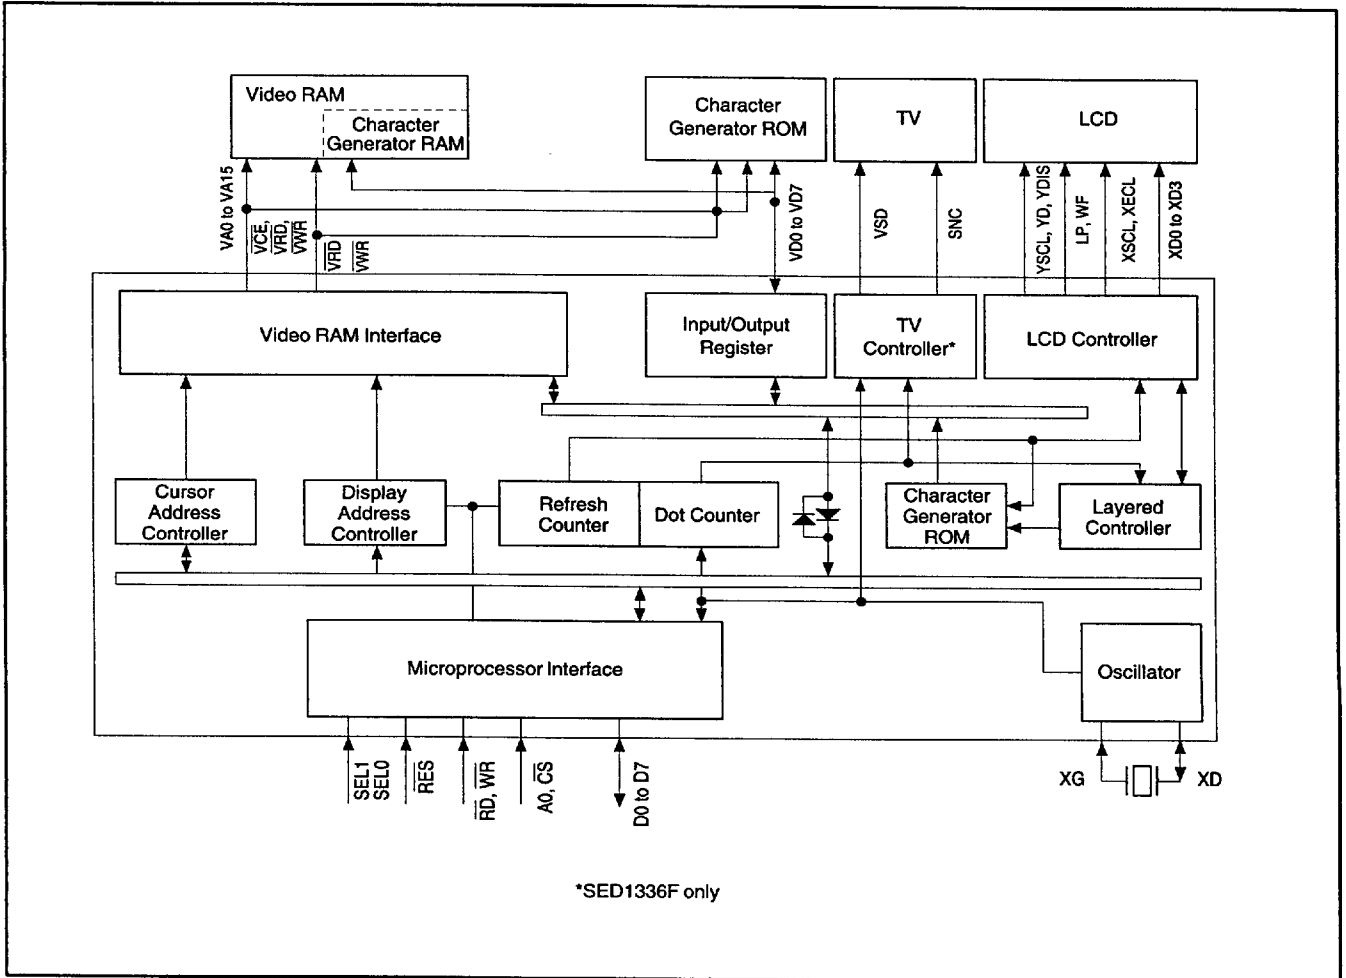 Video RAM
Character
Generator RAM
Character
Generator ROM
TV
LCD
VA0 to VA15
VCE,
VRD,
VWR
VRD
VWR
VD0 to VD7
VSD
SNC
YSCL, YD, YDIS
LP, WF
XSCL, XECL
XD0 to XD3
Video RAM Interface
Input/Output
Register
TV
Controller*
LCD Controller
Cursor
Address
Controller
Display
Address
Controller
Refresh
Counter
Dot Counter
Character
Generator
ROM
Layered
Controller
Microprocessor Interface
Oscillator
SEL1
SEL0
RES
RD, WR
A0, CS
D0 to D7
XG
XD
*SED1336F only